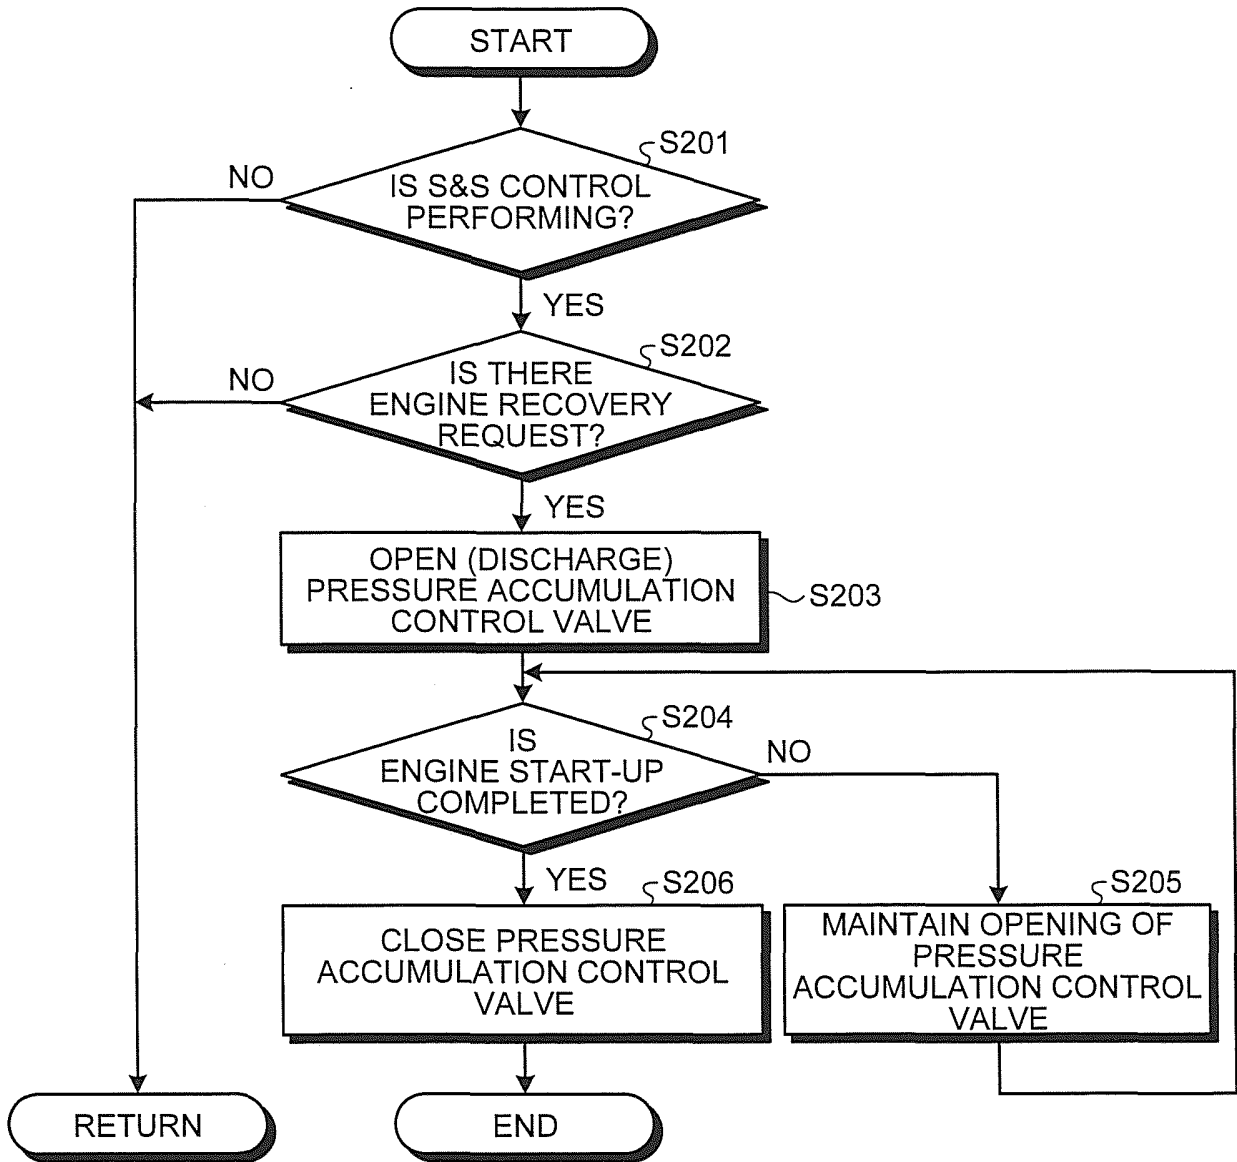 START
S201
NO
IS S&S CONTROL
PERFORMING?
YES
S202
NO
IS THERE
ENGINE RECOVERY
REQUEST?
YES
OPEN (DISCHARGE)
PRESSURE ACCUMULATION
CONTROL VALVE
S203
S204
IS
ENGINE START-UP
COMPLETED?
NO
YES
S206
CLOSE PRESSURE
ACCUMULATION CONTROL
VALVE
S205
MAINTAIN OPENING OF
PRESSURE
ACCUMULATION CONTROL
VALVE
RETURN
END